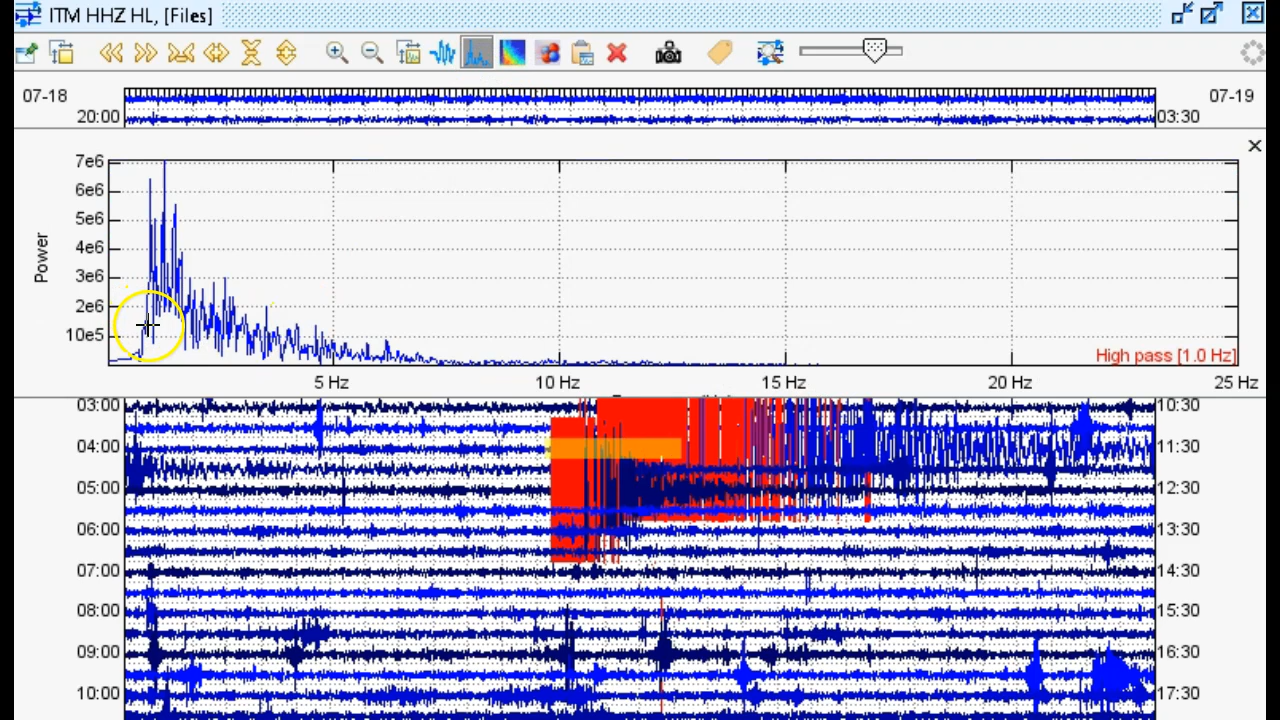 ITM HHZ HL, [Files]
07-18
07-19
20:00
03:30
7e6
6e6
5e6
4e6
3e6
2e6
10e5
Power
High pass [1.0 Hz]
5 Hz
10 Hz
15 Hz
20 Hz
25 Hz
03:00
10:30
04:00
11:30
05:00
12:30
06:00
13:30
07:00
14:30
08:00
15:30
09:00
16:30
10:00
17:30